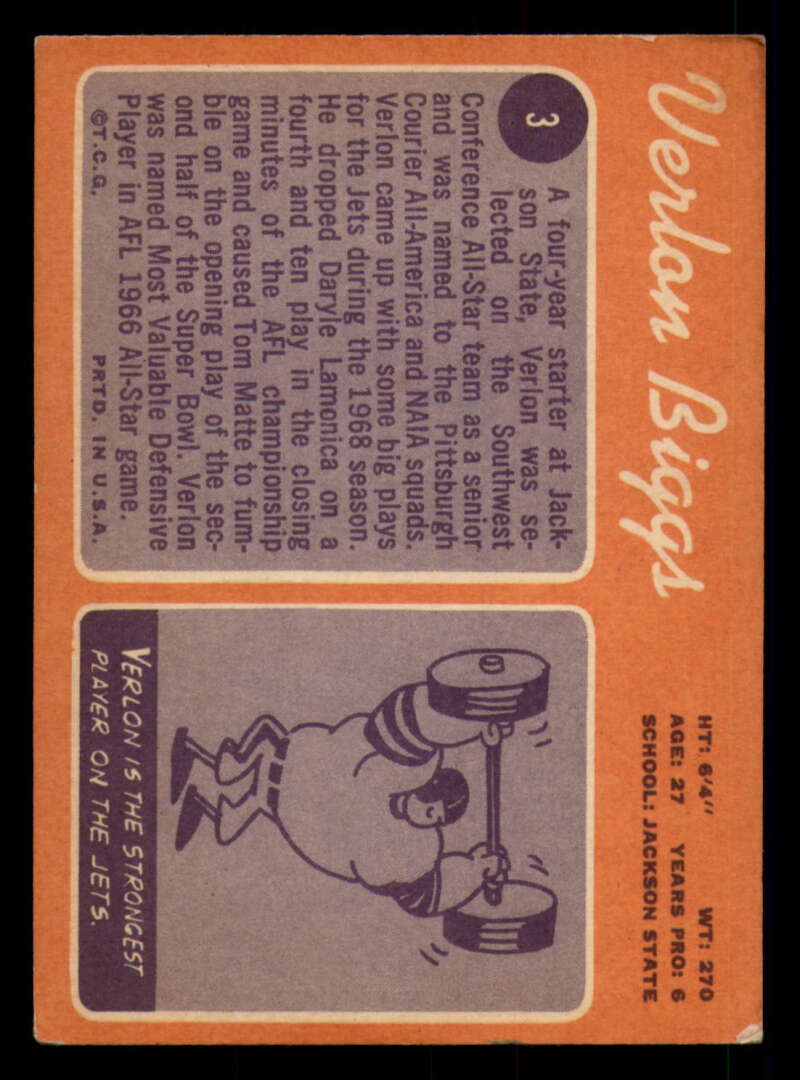 Verlon Biggs
HT: 6'4" WT: 270
AGE: 27 YEARS PRO: 6
SCHOOL: JACKSON STATE
3
A four-year starter at Jack-
son State, Verlon was se-
lected on the Southwest
Conference All-Star team as a senior
and was named to the Pittsburgh
Courier All-America and NAIA squads.
Verlon came up with some big plays
for the Jets during the 1968 season.
He dropped Daryle Lamonica on a
fourth and ten play in the closing
minutes of the AFL championship
game and caused Tom Matte to fum-
ble on the opening play of the sec-
ond half of the Super Bowl. Verlon
was named Most Valuable Defensive
Player in AFL 1966 All-Star game.
©T.C.G. PRTD. IN U.S.A.
VERLON IS THE STRONGEST
PLAYER ON THE JETS.